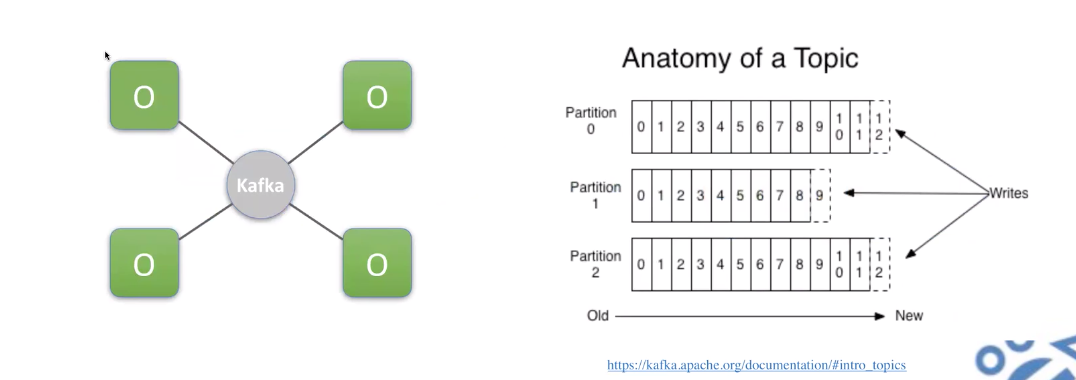 O
O
Kafka
O
O
Anatomy of a Topic
Partition
0
0 1 2 3 4 5 6 7 8 9 10 11 12
Partition
1
0 1 2 3 4 5 6 7 8 9
Writes
Partition
2
0 1 2 3 4 5 6 7 8 9 10 11 12
Old
New
https://kafka.apache.org/documentation/#intro_topics